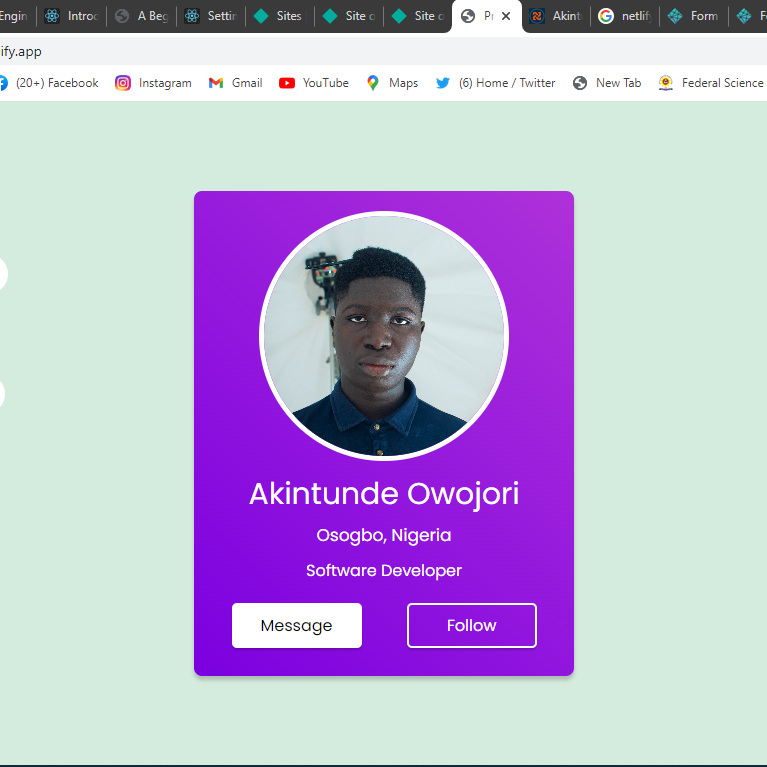 Engin Introc A Beg Settin Sites Site o Site o Pr Akint netlify Form
ify.app
(20+) Facebook Instagram Gmail YouTube Maps (6) Home / Twitter New Tab Federal Science
Akintunde Owojori
Osogbo, Nigeria
Software Developer
Message Follow